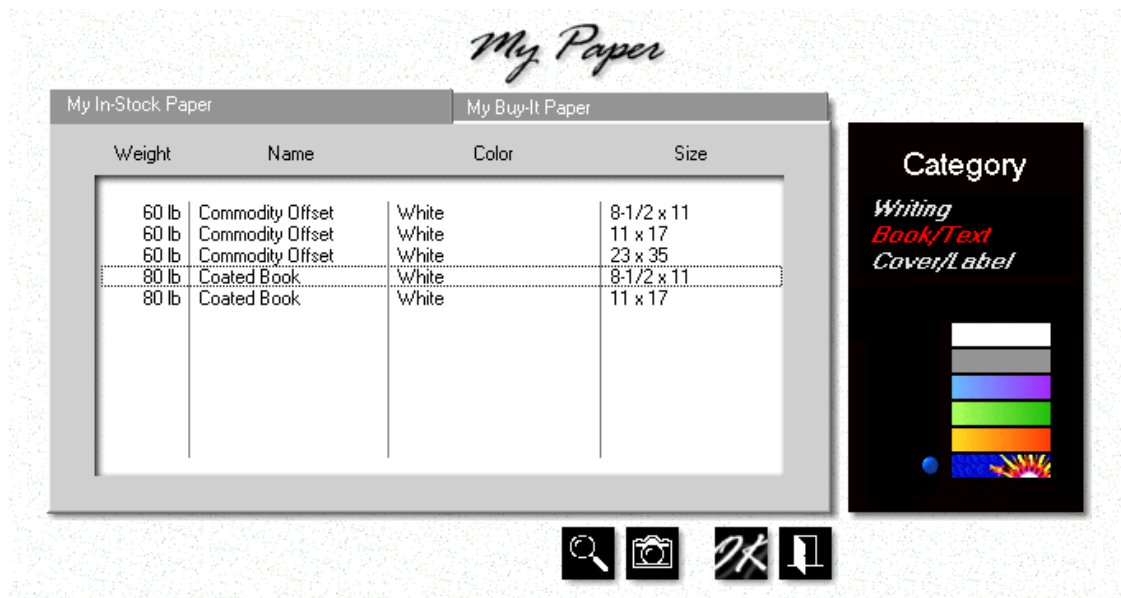 My Paper
My In-Stock Paper My Buy-It Paper
Weight Name Color Size
60 lb Commodity Offset White 8-1/2 x 11
60 lb Commodity Offset White 11 x 17
60 lb Commodity Offset White 23 x 35
80 lb Coated Book White 8-1/2 x 11
80 lb Coated Book White 11 x 17
Category
Writing
Book/Text
Cover/Label
OK